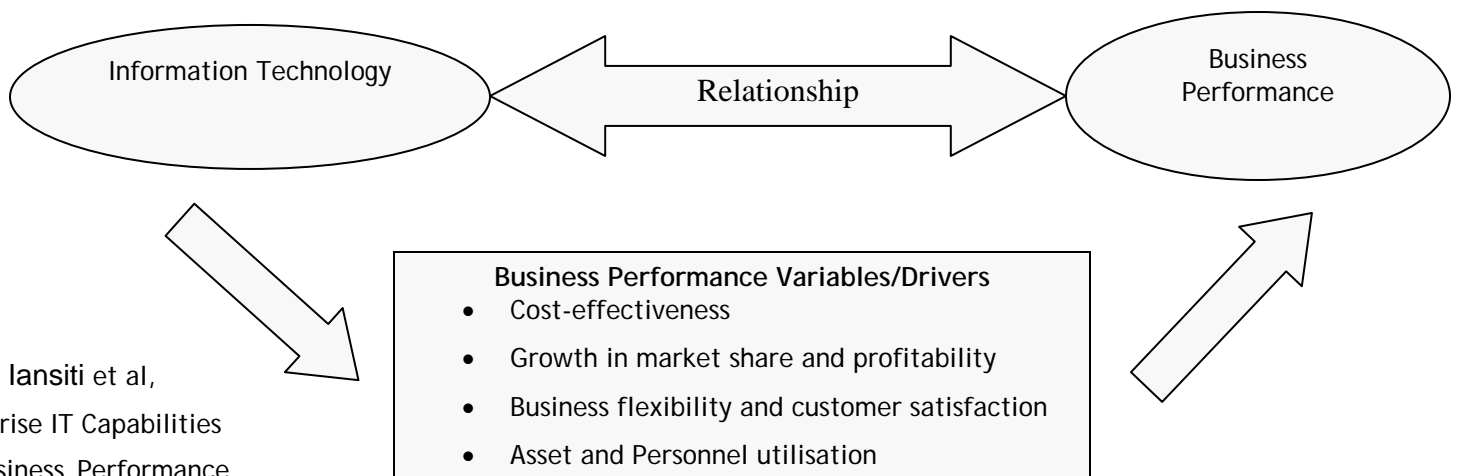 Information Technology
Relationship
Business
Performance
Business Performance Variables/Drivers
• Cost-effectiveness
• Growth in market share and profitability
• Business flexibility and customer satisfaction
• Asset and Personnel utilisation
Iansiti et al,
rise IT Capabilities
siness Performance